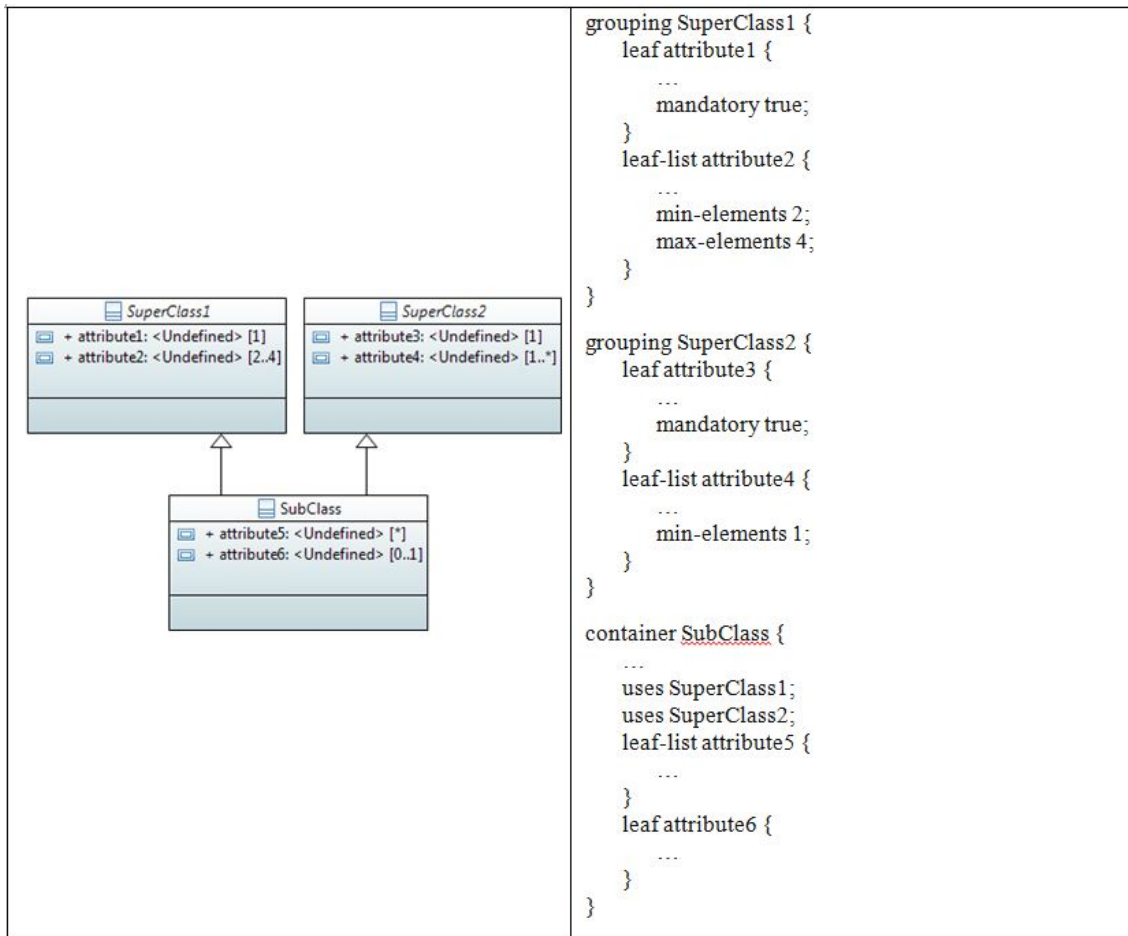 SuperClass1
+ attribute1: <Undefined> [1]
+ attribute2: <Undefined> [2..4]
SuperClass2
+ attribute3: <Undefined> [1]
+ attribute4: <Undefined> [1..*]
SubClass
+ attribute5: <Undefined> [*]
+ attribute6: <Undefined> [0..1]
grouping SuperClass1 {
leaf attribute1 {
…
mandatory true;
}
leaf-list attribute2 {
…
min-elements 2;
max-elements 4;
}
}
grouping SuperClass2 {
leaf attribute3 {
…
mandatory true;
}
leaf-list attribute4 {
…
min-elements 1;
}
}
container SubClass {
…
uses SuperClass1;
uses SuperClass2;
leaf-list attribute5 {
…
}
leaf attribute6 {
…
}
}